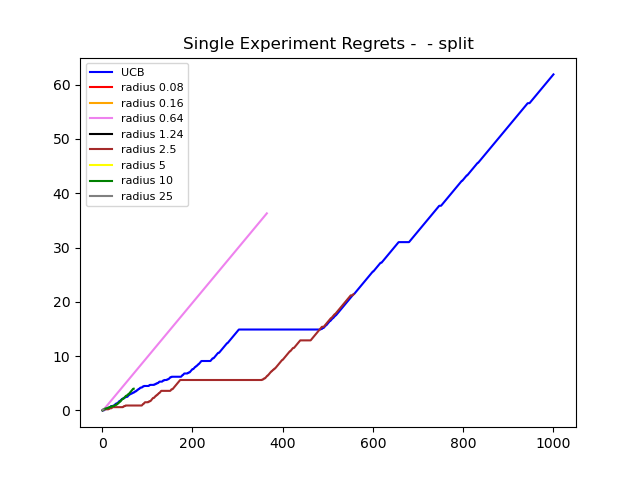 Single Experiment Regrets -  - split
UCB
radius 0.08
radius 0.16
radius 0.64
radius 1.24
radius 2.5
radius 5
radius 10
radius 25
60
50
40
30
20
10
0
0 200 400 600 800 1000